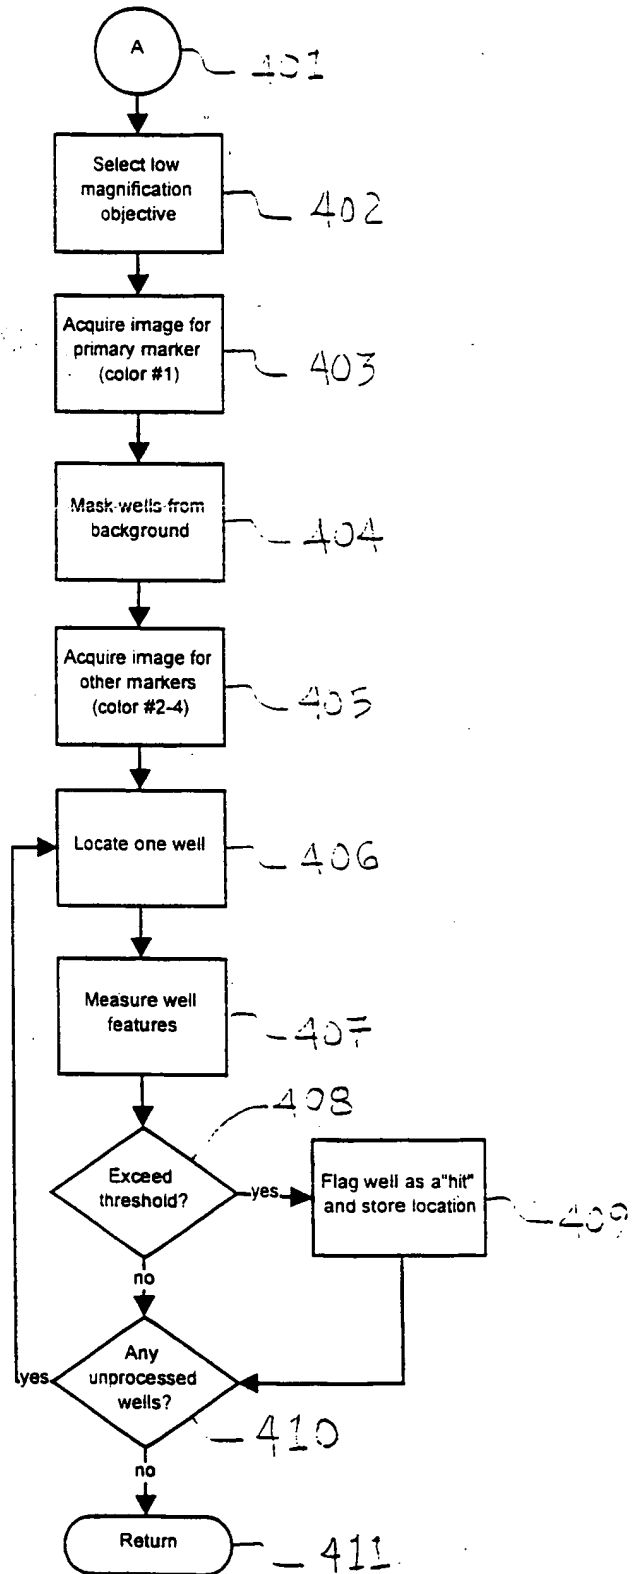 A
401
Select low
magnification
objective
402
Acquire image for
primary marker
(color #1)
403
Mask wells from
background
404
Acquire image for
other markers
(color #2-4)
405
Locate one well
406
Measure well
features
407
408
Exceed
threshold?
yes
Flag well as a"hit"
and store location
409
no
Any
unprocessed
wells?
yes
410
no
Return
411